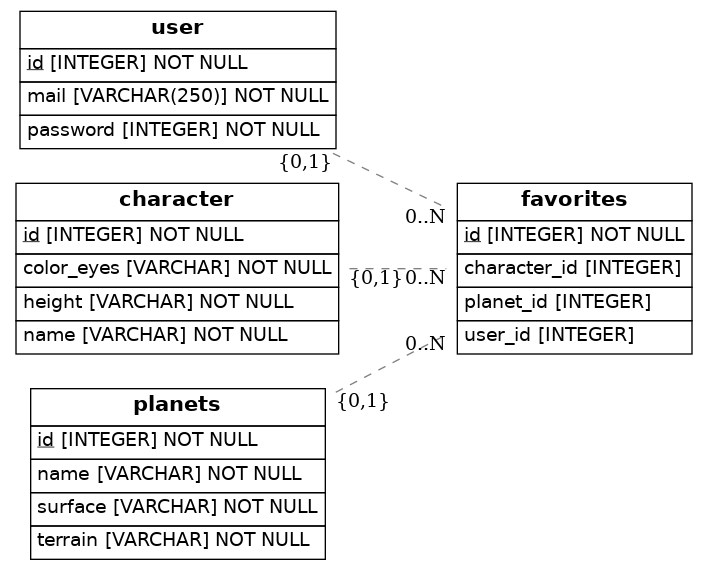 user
id [INTEGER] NOT NULL
mail [VARCHAR(250)] NOT NULL
password [INTEGER] NOT NULL
{0,1}
0..N
character
id [INTEGER] NOT NULL
color_eyes [VARCHAR] NOT NULL
height [VARCHAR] NOT NULL
name [VARCHAR] NOT NULL
{0,1}
0..N
favorites
id [INTEGER] NOT NULL
character_id [INTEGER]
planet_id [INTEGER]
user_id [INTEGER]
0..N
{0,1}
planets
id [INTEGER] NOT NULL
name [VARCHAR] NOT NULL
surface [VARCHAR] NOT NULL
terrain [VARCHAR] NOT NULL